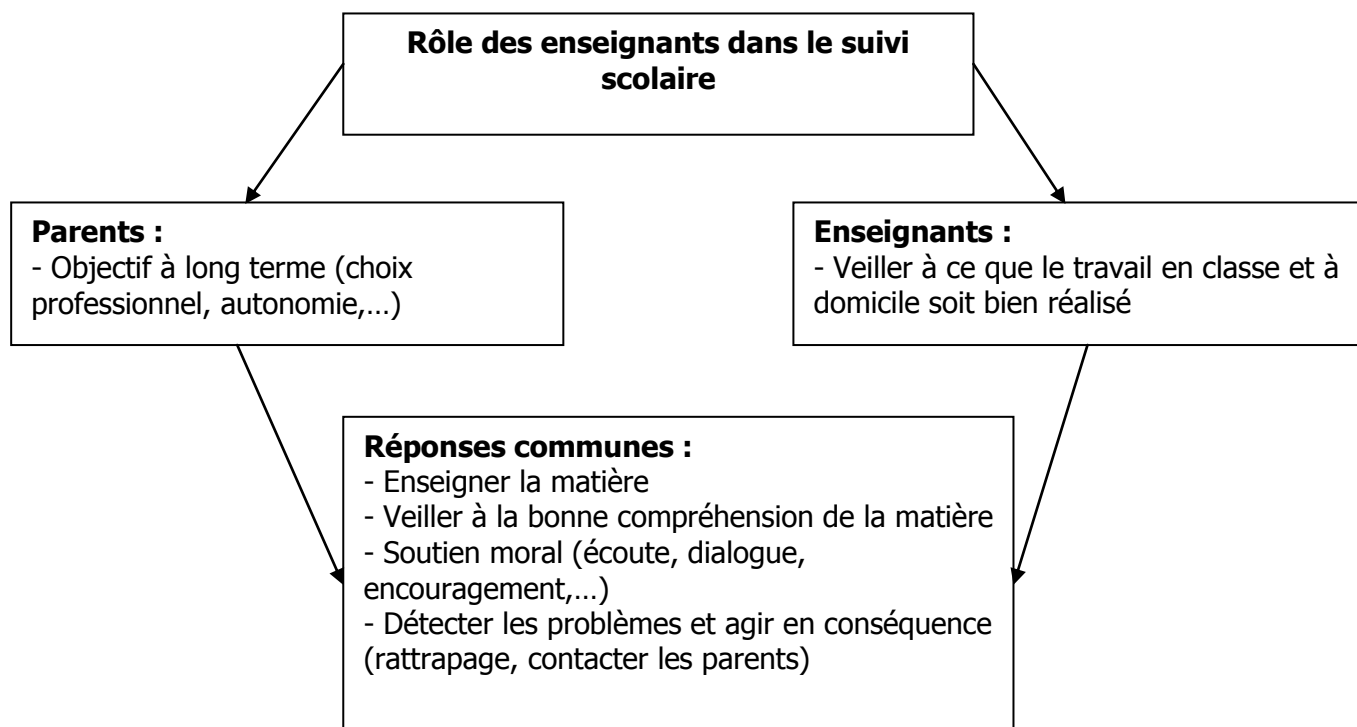 Rôle des enseignants dans le suivi
scolaire
Parents :
- Objectif à long terme (choix
professionnel, autonomie,…)
Enseignants :
- Veiller à ce que le travail en classe et à
domicile soit bien réalisé
Réponses communes :
- Enseigner la matière
- Veiller à la bonne compréhension de la matière
- Soutien moral (écoute, dialogue,
encouragement,…)
- Détecter les problèmes et agir en conséquence
(rattrapage, contacter les parents)